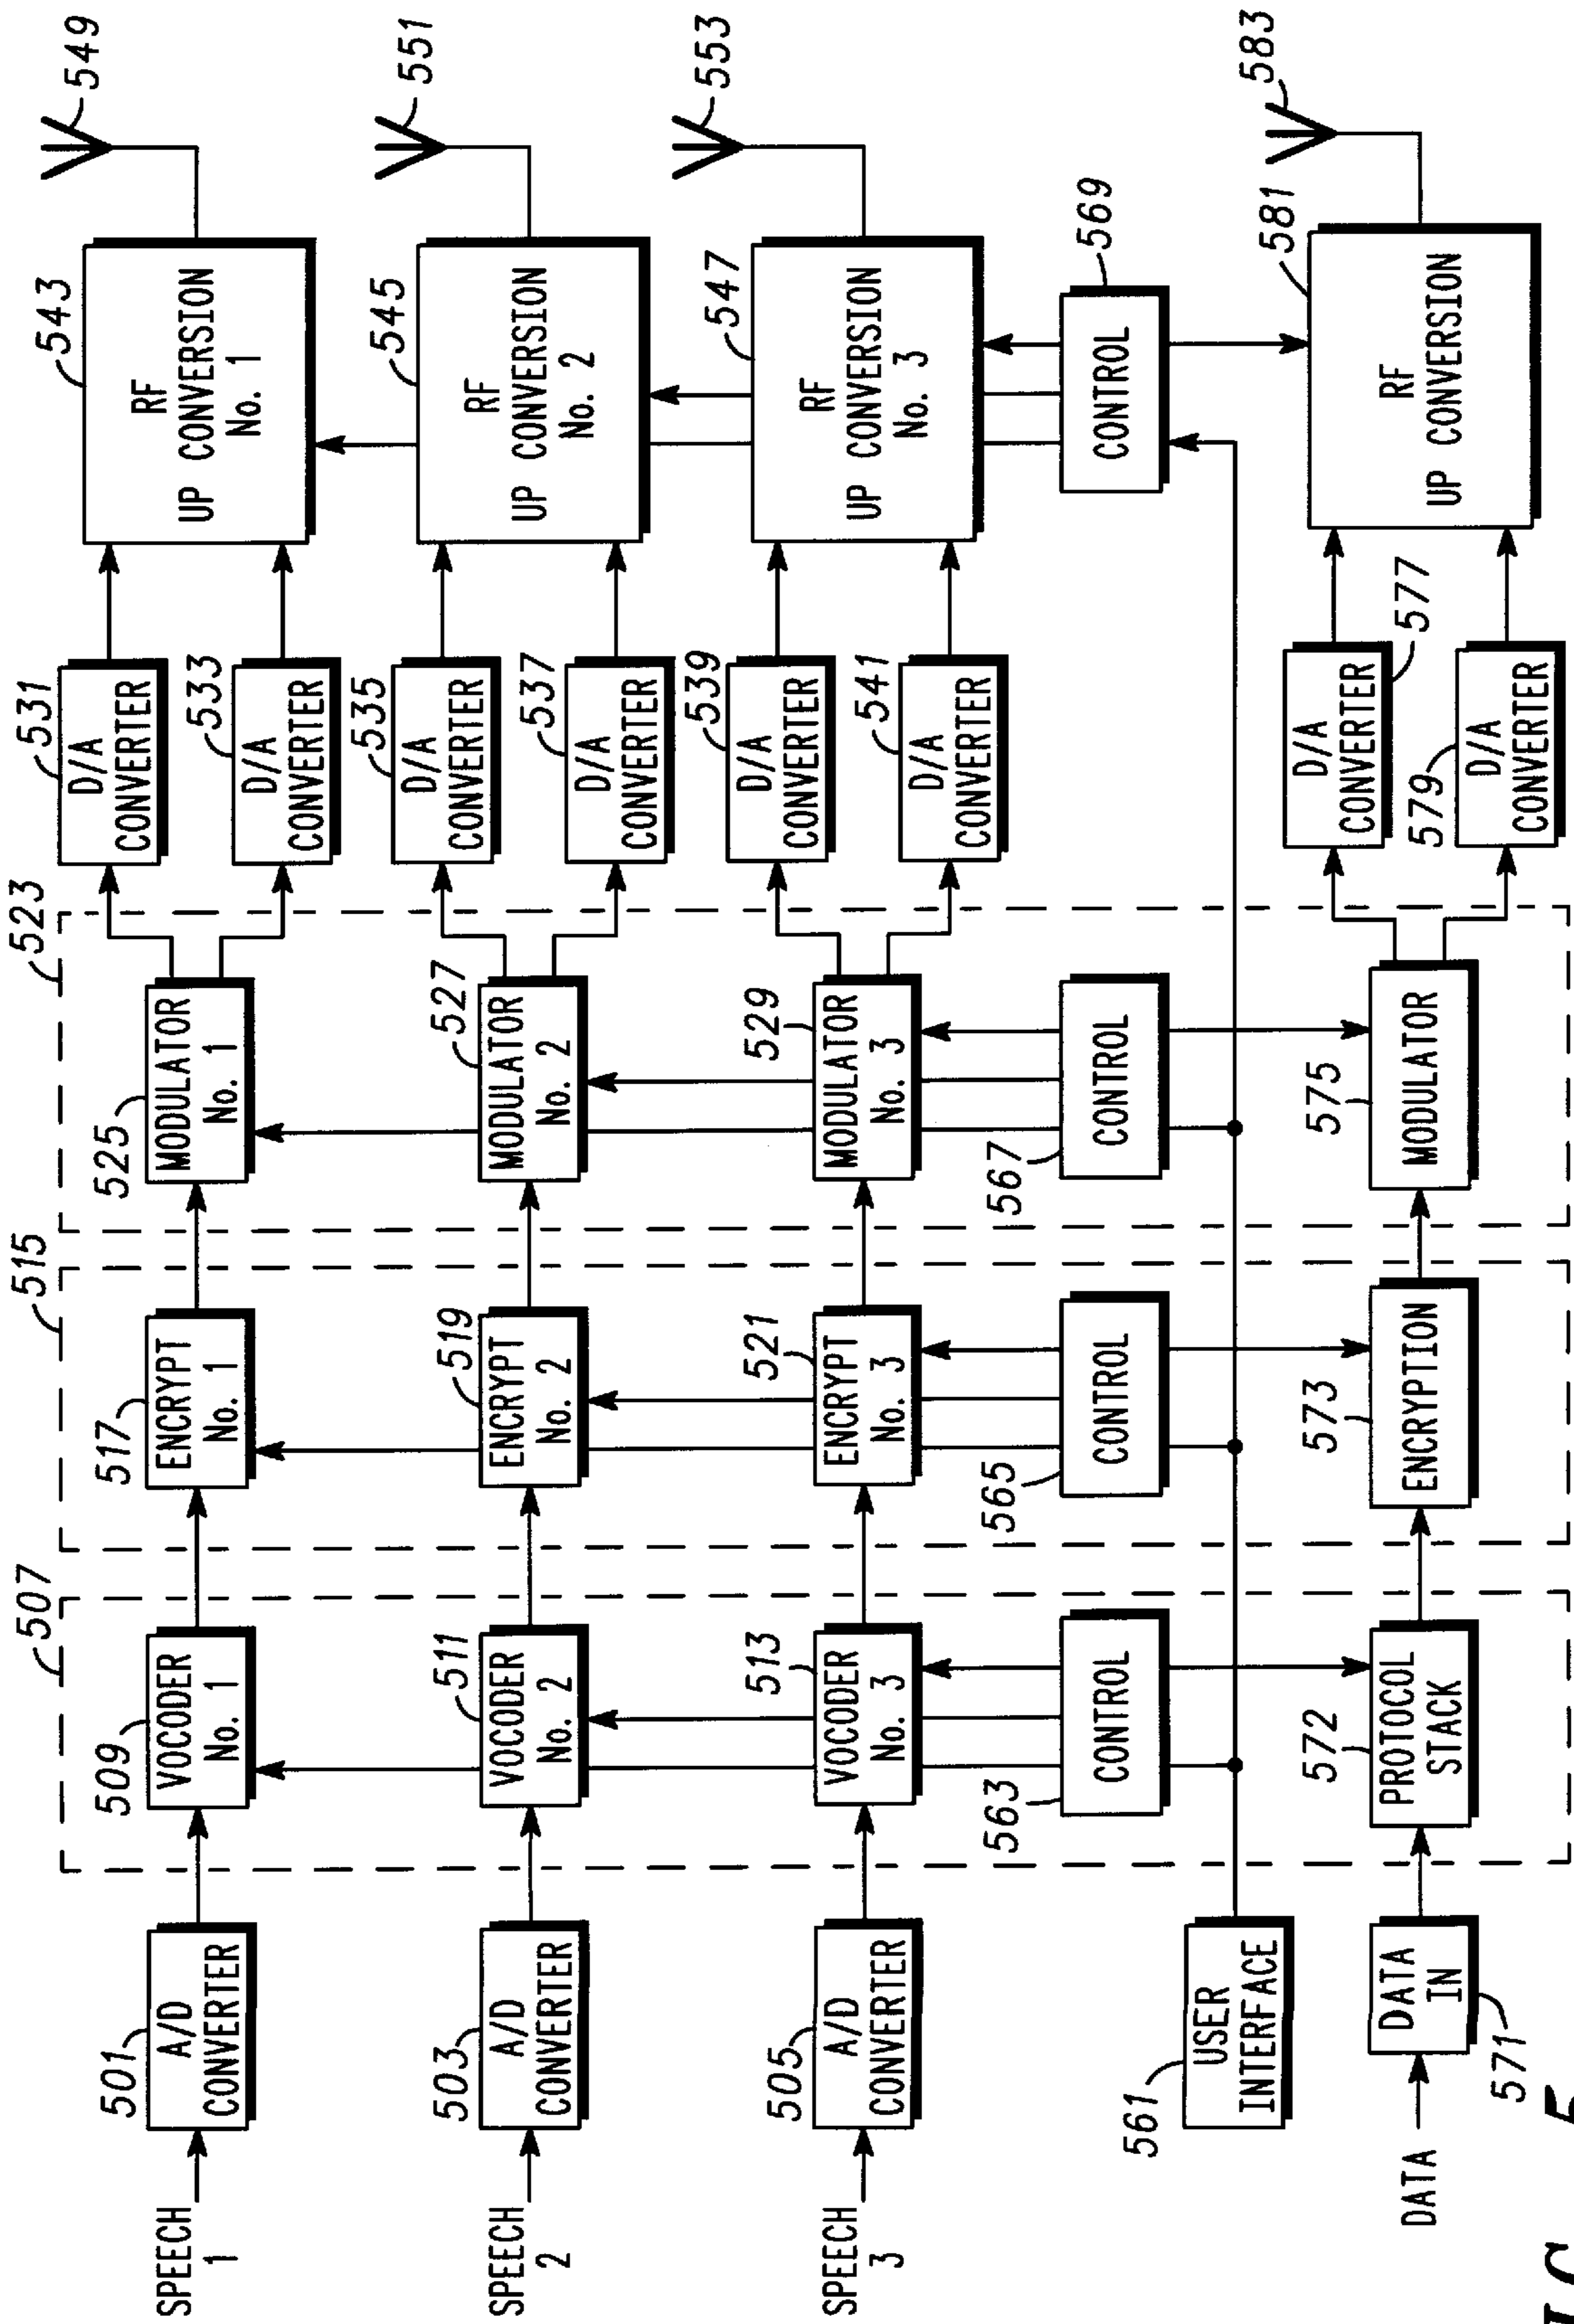 SPEECH
1
501
A/D
CONVERTER
507
509
VOCODER
No. 1
515
517
ENCRYPT
No. 1
523
525
MODULATOR
No. 1
531
D/A
CONVERTER
533
D/A
CONVERTER
543
RF
UP CONVERSION
No. 1
549
SPEECH
2
503
A/D
CONVERTER
511
VOCODER
No. 2
519
ENCRYPT
No. 2
527
MODULATOR
No. 2
535
D/A
CONVERTER
537
D/A
CONVERTER
545
RF
UP CONVERSION
No. 2
551
SPEECH
3
505
A/D
CONVERTER
513
VOCODER
No. 3
521
ENCRYPT
No. 3
529
MODULATOR
No. 3
539
D/A
CONVERTER
541
D/A
CONVERTER
547
RF
UP CONVERSION
No. 3
553
561
USER
INTERFACE
563
CONTROL
565
CONTROL
567
CONTROL
569
CONTROL
DATA
571
DATA
IN
572
PROTOCOL
STACK
573
ENCRYPTION
575
MODULATOR
577
D/A
CONVERTER
579
D/A
CONVERTER
581
RF
UP CONVERSION
583